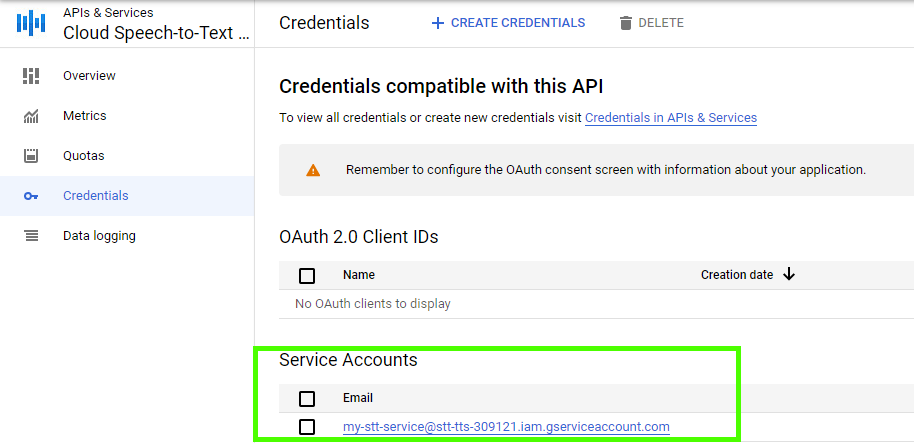 APIs & Services
Cloud Speech-to-Text ...
Overview
Metrics
Quotas
Credentials
Data logging
Credentials
CREATE CREDENTIALS
DELETE
Credentials compatible with this API
To view all credentials or create new credentials visit Credentials in APIs & Services
Remember to configure the OAuth consent screen with information about your application.
OAuth 2.0 Client IDs
Name Creation date
No OAuth clients to display
Service Accounts
Email
my-stt-service@stt-tts-309121.iam.gserviceaccount.com